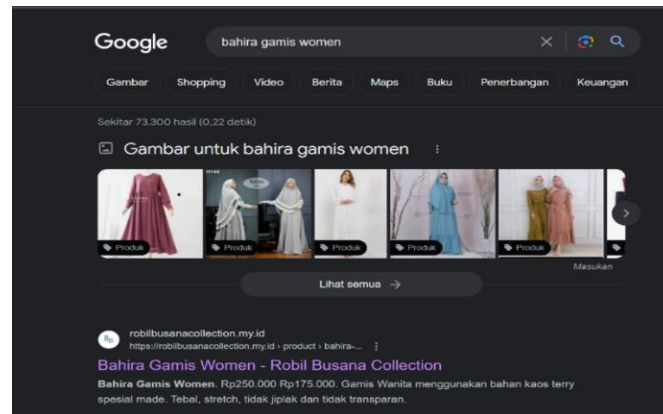 Google
bahira gamis women
Gambar Shopping Video Berita Maps Buku Penerbangan Keuangan
Sekitar 73.300 hasil (0,22 detik)
Gambar untuk bahira gamis women
Produk Produk Produk Produk Produk
Masukan
Lihat semua →
robilbusanacollection.my.id
https://robilbusanacollection.my.id › product › bahira-...
Bahira Gamis Women - Robil Busana Collection
Bahira Gamis Women. Rp250.000 Rp175.000. Gamis Wanita menggunakan bahan kaos terry
spesial made. Tebal, stretch, tidak jiplak dan tidak transparan.